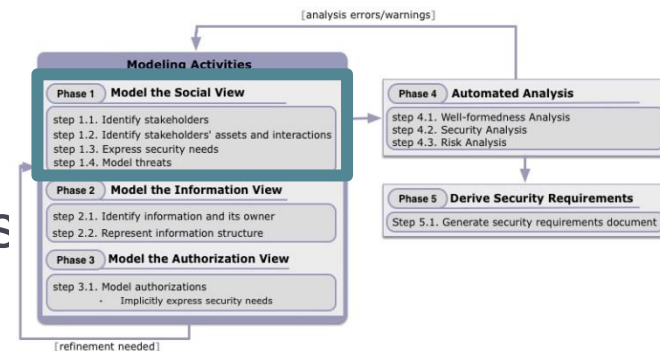 [analysis errors/warnings]
Modeling Activities
Phase 1 Model the Social View
step 1.1. Identify stakeholders
step 1.2. Identify stakeholders' assets and interactions
step 1.3. Express security needs
step 1.4. Model threats
Phase 2 Model the Information View
step 2.1. Identify information and its owner
step 2.2. Represent information structure
Phase 3 Model the Authorization View
step 3.1. Model authorizations
- Implicitly express security needs
[refinement needed]
Phase 4 Automated Analysis
step 4.1. Well-formedness Analysis
step 4.2. Security Analysis
step 4.3. Risk Analysis
Phase 5 Derive Security Requirements
Step 5.1. Generate security requirements document
s